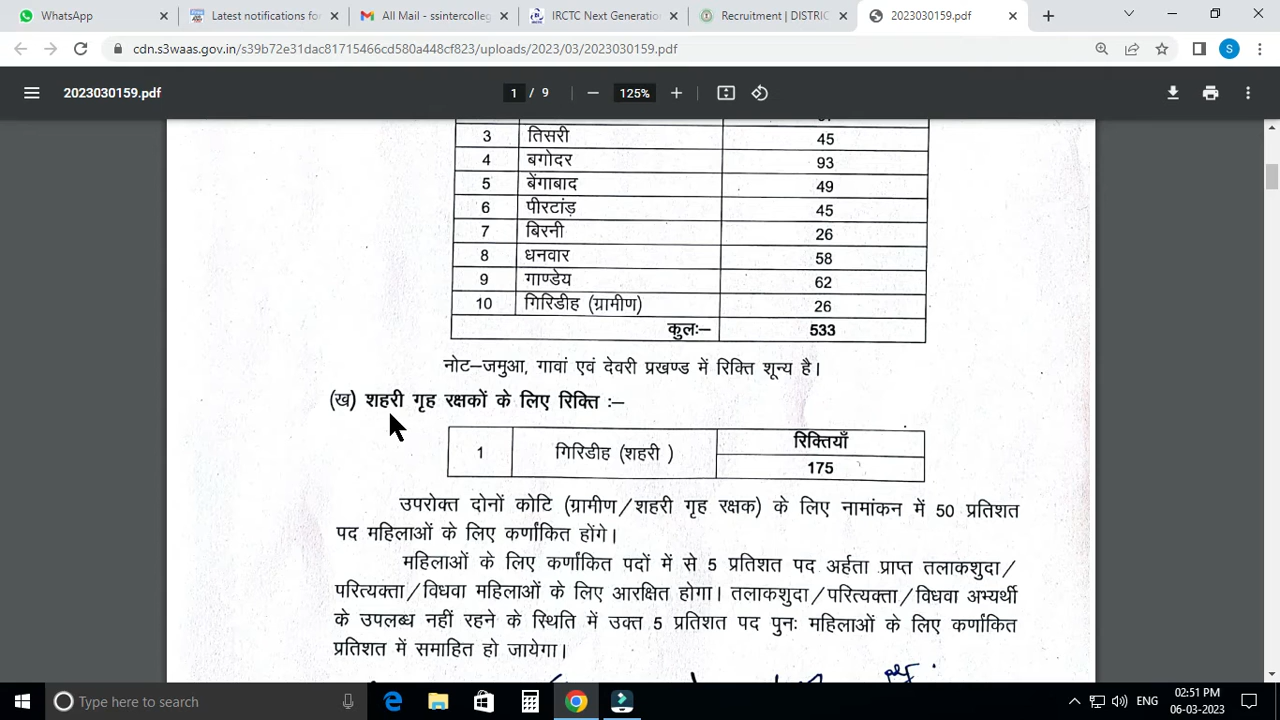 WhatsApp
Latest notifications for
All Mail - ssintercolleg
IRCTC Next Generation
Recruitment | DISTRIC
2023030159.pdf
cdn.s3waas.gov.in/s39b72e31dac81715466cd580a448cf823/uploads/2023/03/2023030159.pdf
S
2023030159.pdf
1 / 9
125%
3 तिसरी 45
4 बगोदर 93
5 बेंगाबाद 49
6 पीरटांड़ 45
7 बिरनी 26
8 धनवार 58
9 गाण्डेय 62
10 गिरिडीह (ग्रामीण) 26
कुलः– 533
नोट–जमुआ, गावां एवं देवरी प्रखण्ड में रिक्ति शून्य है।
(ख) शहरी गृह रक्षकों के लिए रिक्ति :–
रिक्तियाँ
1 गिरिडीह (शहरी )
175
उपरोक्त दोनों कोटि (ग्रामीण/शहरी गृह रक्षक) के लिए नामांकन में 50 प्रतिशत
पद महिलाओं के लिए कर्णांकित होंगे।
महिलाओं के लिए कर्णांकित पदों में से 5 प्रतिशत पद अर्हता प्राप्त तलाकशुदा/
परित्यक्ता/विधवा महिलाओं के लिए आरक्षित होगा। तलाकशुदा/परित्यक्ता/विधवा अभ्यर्थी
के उपलब्ध नहीं रहने के स्थिति में उक्त 5 प्रतिशत पद पुनः महिलाओं के लिए कर्णांकित
प्रतिशत में समाहित हो जायेगा।
Type here to search
ENG
02:51 PM
06-03-2023